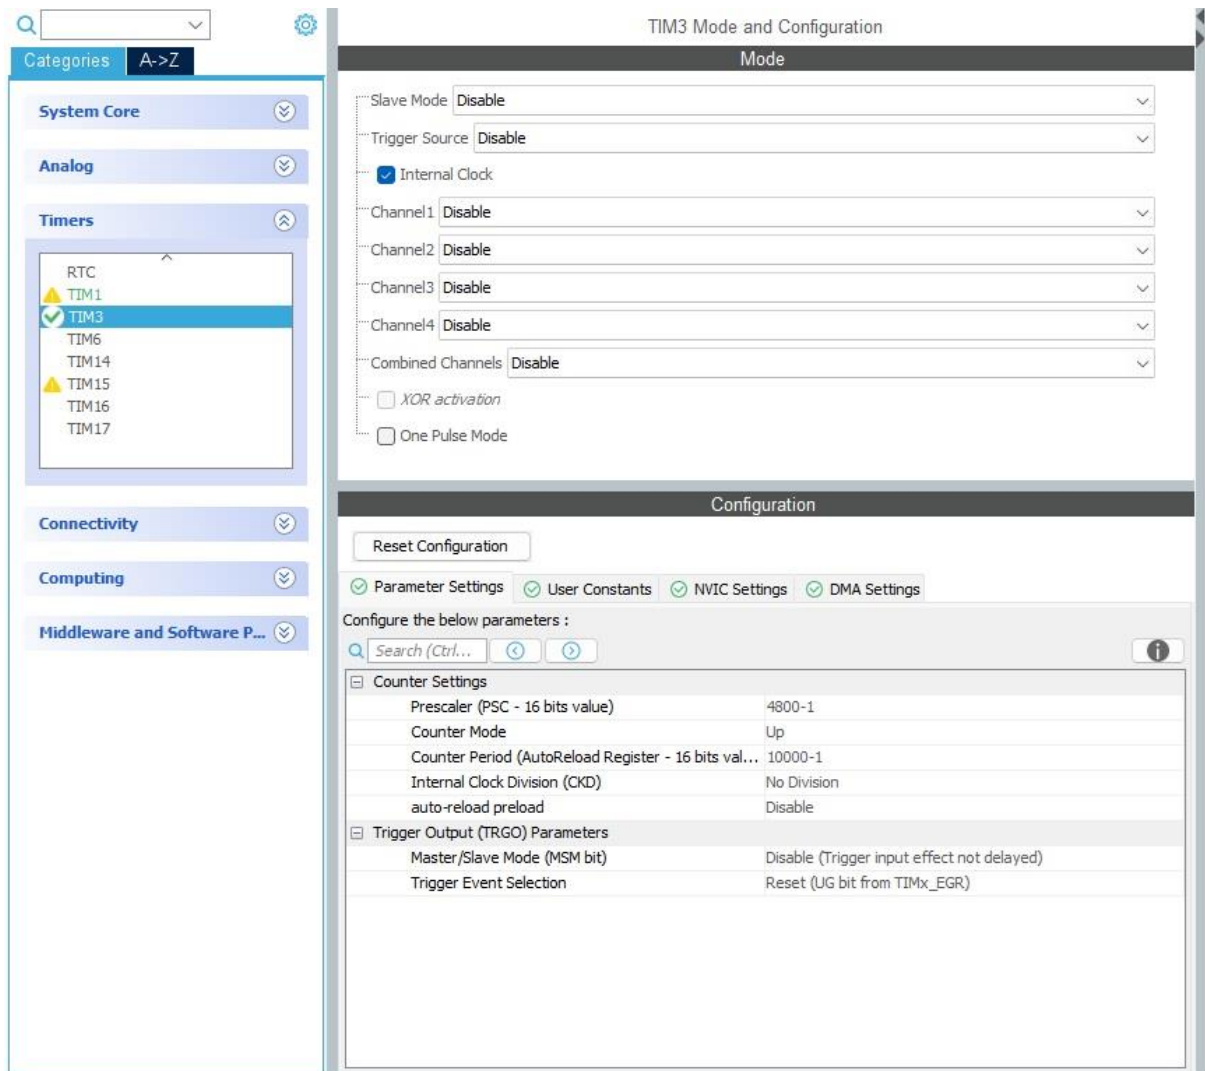 Categories
A->Z
System Core
Analog
Timers
RTC
TIM1
TIM3
TIM6
TIM14
TIM15
TIM16
TIM17
Connectivity
Computing
Middleware and Software P...
TIM3 Mode and Configuration
Mode
Slave Mode Disable
Trigger Source Disable
Internal Clock
Channel1 Disable
Channel2 Disable
Channel3 Disable
Channel4 Disable
Combined Channels Disable
XOR activation
One Pulse Mode
Configuration
Reset Configuration
Parameter Settings User Constants NVIC Settings DMA Settings
Configure the below parameters :
Search (Ctrl...
Counter Settings
Prescaler (PSC - 16 bits value) 4800-1
Counter Mode Up
Counter Period (AutoReload Register - 16 bits val... 10000-1
Internal Clock Division (CKD) No Division
auto-reload preload Disable
Trigger Output (TRGO) Parameters
Master/Slave Mode (MSM bit) Disable (Trigger input effect not delayed)
Trigger Event Selection Reset (UG bit from TIMx_EGR)